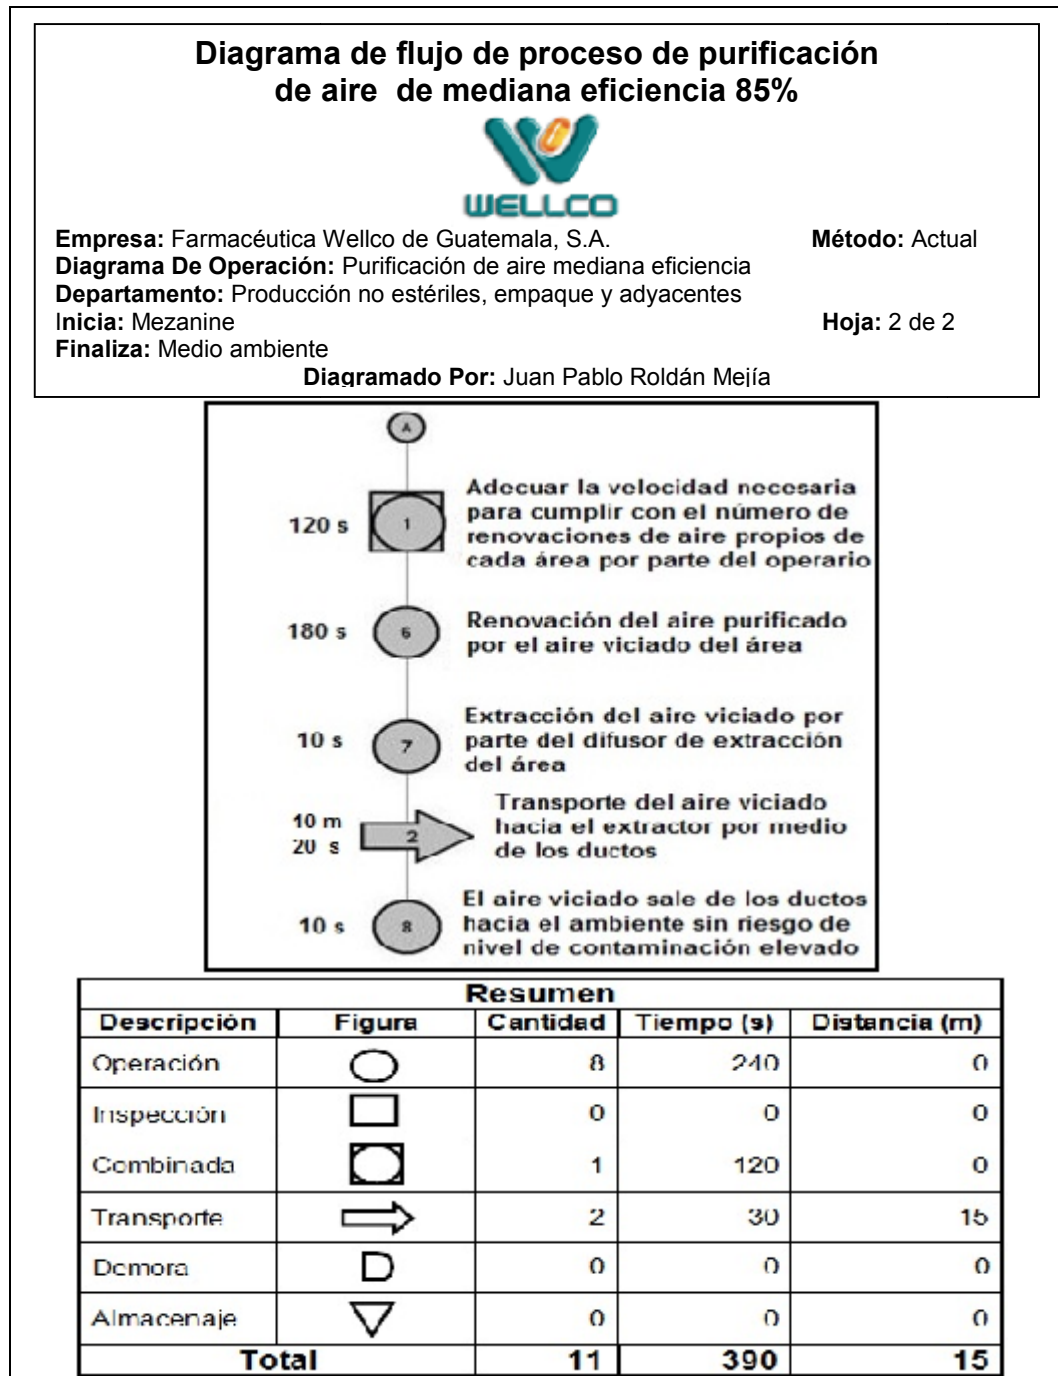 Diagrama de flujo de proceso de purificación
de aire de mediana eficiencia 85%
WELLCO
Empresa: Farmacéutica Wellco de Guatemala, S.A. Método: Actual
Diagrama De Operación: Purificación de aire mediana eficiencia
Departamento: Producción no estériles, empaque y adyacentes
Inicia: Mezanine Hoja: 2 de 2
Finaliza: Medio ambiente
Diagramado Por: Juan Pablo Roldán Mejía
A
120 s 1 Adecuar la velocidad necesaria
para cumplir con el número de
renovaciones de aire propios de
cada área por parte del operario
180 s 6 Renovación del aire purificado
por el aire viciado del área
10 s 7 Extracción del aire viciado por
parte del difusor de extracción
del área
10 m
20 s 2 Transporte del aire viciado
hacia el extractor por medio
de los ductos
10 s 8 El aire viciado sale de los ductos
hacia el ambiente sin riesgo de
nivel de contaminación elevado
Resumen
Descripción Figura Cantidad Tiempo (s) Distancia (m)
Operación 8 240 0
Inspección 0 0 0
Combinada 1 120 0
Transporte 2 30 15
Demora 0 0 0
Almacenaje 0 0 0
Total 11 390 15